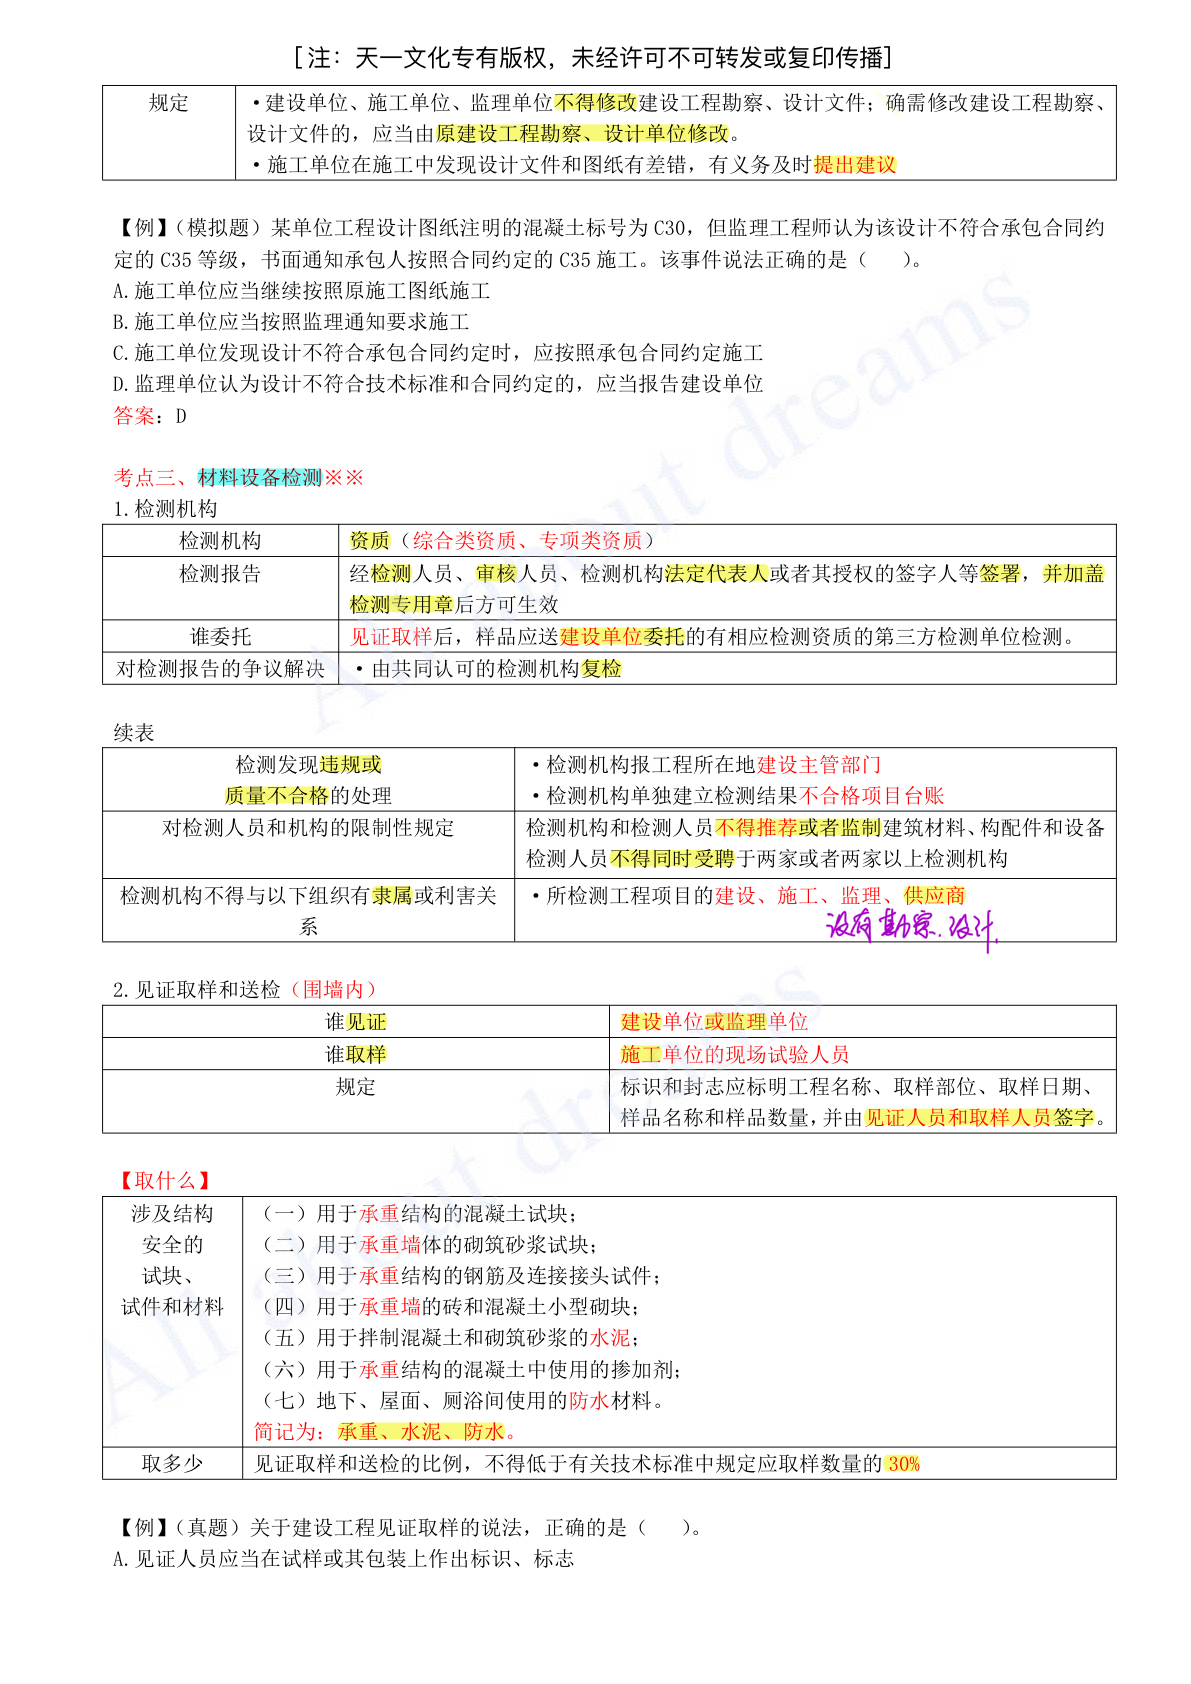 [注：天一文化专有版权，未经许可不可转发或复印传播]
规定
·建设单位、施工单位、监理单位不得修改建设工程勘察、设计文件；确需修改建设工程勘察、
设计文件的，应当由原建设工程勘察、设计单位修改。
·施工单位在施工中发现设计文件和图纸有差错，有义务及时提出建议
【例】（模拟题）某单位工程设计图纸注明的混凝土标号为 C30，但监理工程师认为该设计不符合承包合同约
定的 C35 等级，书面通知承包人按照合同约定的 C35 施工。该事件说法正确的是（　　）。
A.施工单位应当继续按照原施工图纸施工
B.施工单位应当按照监理通知要求施工
C.施工单位发现设计不符合承包合同约定时，应按照承包合同约定施工
D.监理单位认为设计不符合技术标准和合同约定的，应当报告建设单位
答案：D
考点三、材料设备检测※※
1.检测机构
检测机构
资质（综合类资质、专项类资质）
检测报告
经检测人员、审核人员、检测机构法定代表人或者其授权的签字人等签署，并加盖
检测专用章后方可生效
谁委托
见证取样后，样品应送建设单位委托的有相应检测资质的第三方检测单位检测。
对检测报告的争议解决
·由共同认可的检测机构复检
续表
检测发现违规或
质量不合格的处理
·检测机构报工程所在地建设主管部门
·检测机构单独建立检测结果不合格项目台账
对检测人员和机构的限制性规定
检测机构和检测人员不得推荐或者监制建筑材料、构配件和设备
检测人员不得同时受聘于两家或者两家以上检测机构
检测机构不得与以下组织有隶属或利害关
系
·所检测工程项目的建设、施工、监理、供应商
没有勘察.设计.
2.见证取样和送检（围墙内）
谁见证
建设单位或监理单位
谁取样
施工单位的现场试验人员
规定
标识和封志应标明工程名称、取样部位、取样日期、
样品名称和样品数量，并由见证人员和取样人员签字。
【取什么】
涉及结构
安全的
试块、
试件和材料
（一）用于承重结构的混凝土试块；
（二）用于承重墙体的砌筑砂浆试块；
（三）用于承重结构的钢筋及连接接头试件；
（四）用于承重墙的砖和混凝土小型砌块；
（五）用于拌制混凝土和砌筑砂浆的水泥；
（六）用于承重结构的混凝土中使用的掺加剂；
（七）地下、屋面、厕浴间使用的防水材料。
简记为：承重、水泥、防水。
取多少
见证取样和送检的比例，不得低于有关技术标准中规定应取样数量的 30%
【例】（真题）关于建设工程见证取样的说法，正确的是（　　）。
A.见证人员应当在试样或其包装上作出标识、标志
All about dreams
All about dreams